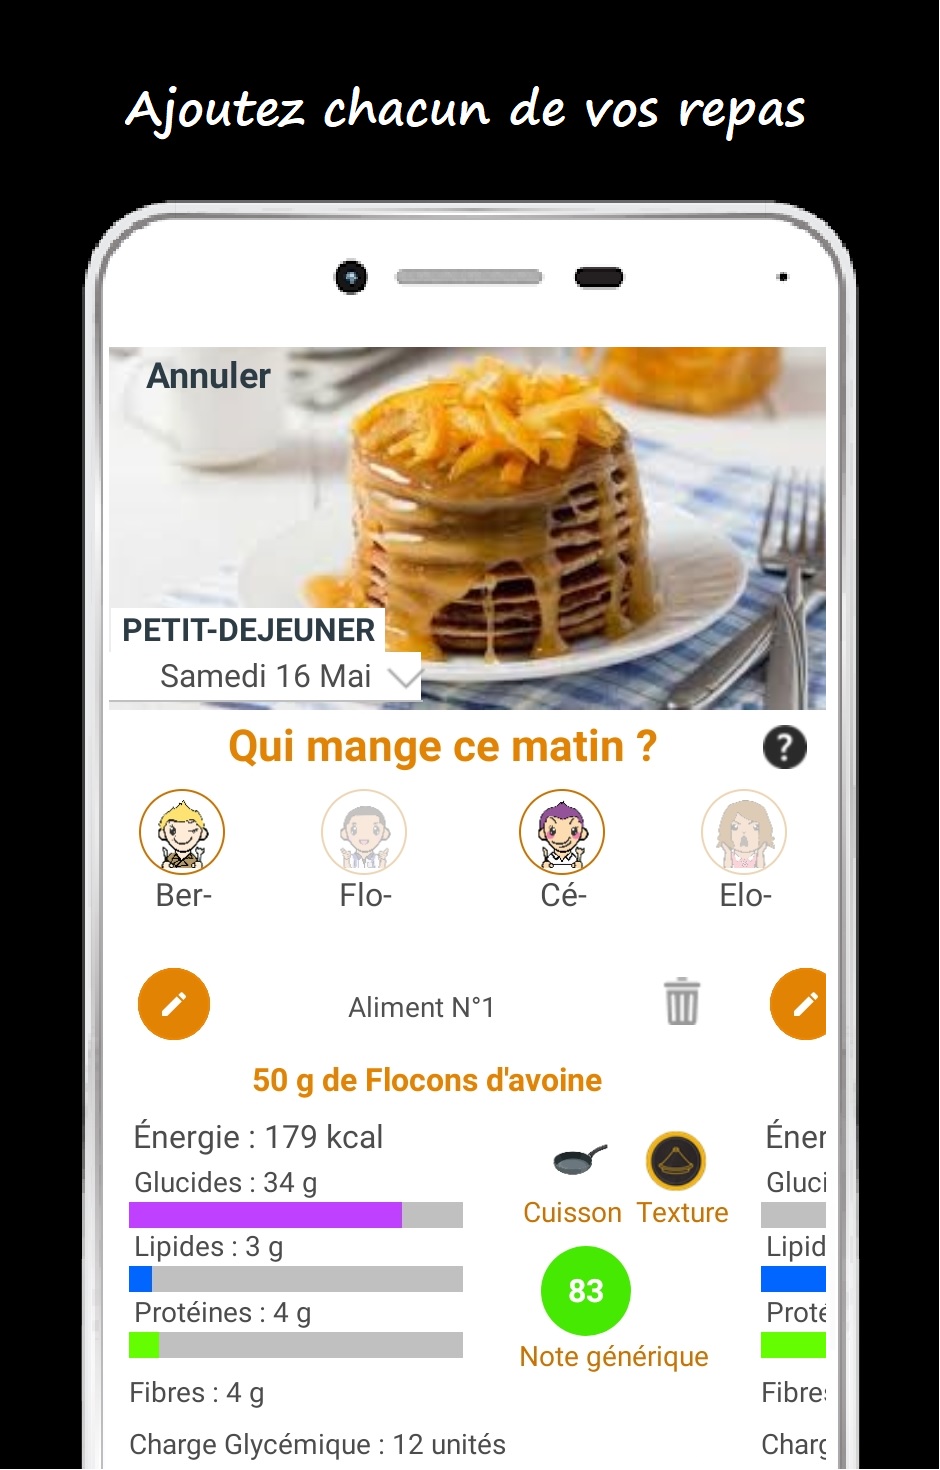 Ajoutez chacun de vos repas
Annuler
PETIT-DEJEUNER
Samedi 16 Mai
Qui mange ce matin ?
?
Ber-
Flo-
Cé-
Elo-
Aliment N°1
50 g de Flocons d'avoine
Énergie : 179 kcal
Glucides : 34 g
Lipides : 3 g
Protéines : 4 g
Fibres : 4 g
Charge Glycémique : 12 unités
Cuisson
Texture
83
Note générique
Éner
Gluci
Lipid
Proté
Fibres
Charg